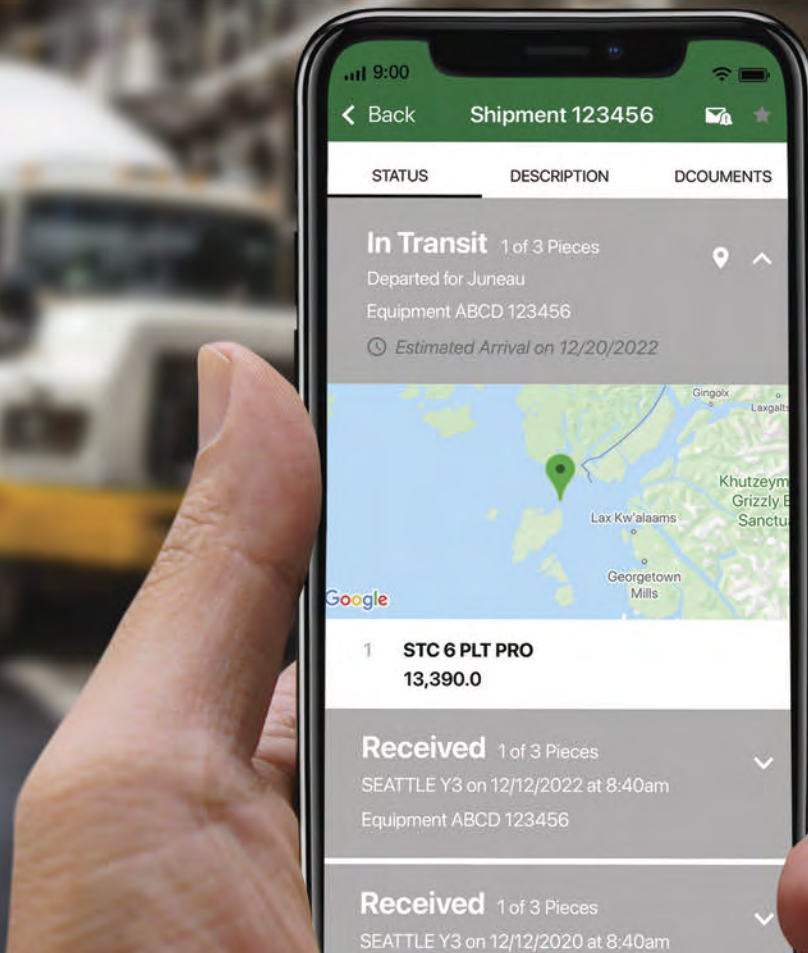 9:00
Back Shipment 123456
STATUS DESCRIPTION DCOUMENTS
In Transit 1 of 3 Pieces
Departed for Juneau
Equipment ABCD 123456
Estimated Arrival on 12/20/2022
Gingolx
Lax Kw'alaams
Grizzly
Georgetown
Mills
Google
1 STC 6 PLT PRO
13,390.0
Received 1 of 3 Pieces
SEATTLE Y3 on 12/12/2022 at 8:40am
Equipment ABCD 123456
Received 1 of 3 Pieces
SEATTLE Y3 on 12/12/2020 at 8:40am